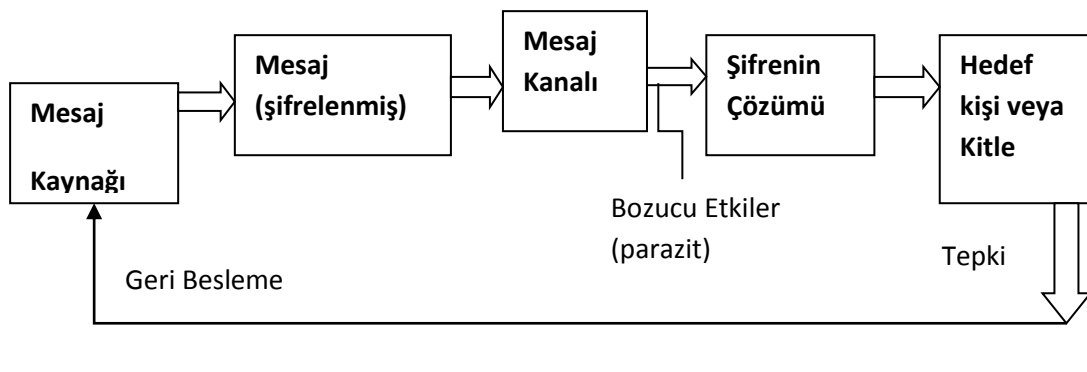 Mesaj
Kaynağı
Mesaj
(şifrelenmiş)
Mesaj
Kanalı
Şifrenin
Çözümü
Hedef
kişi veya
Kitle
Bozucu Etkiler
(parazit)
Tepki
Geri Besleme